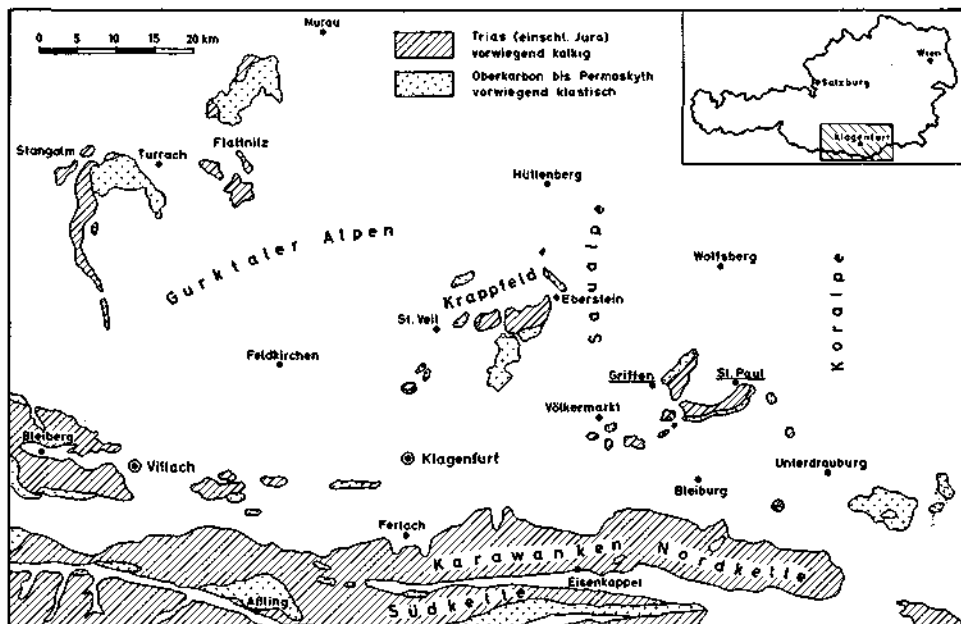 Murau
0 5 10 15 20 km
Trias (einschl. Jura)
vorwiegend kalkig
Oberkarbon bis Permoskyth
vorwiegend klastisch
Wien
Salzburg
Klagenfurt
Stangalm
Turrach
Flattnitz
Hüttenberg
Gurktaler Alpen
Saualpe
Wolfsberg
Koralpe
Krappfeld
Eberstein
St. Veit
Feldkirchen
Griffen
St. Paul
Völkermarkt
Bleiberg
Villach
Klagenfurt
Unterdrauburg
Bleiburg
Ferlach
Karawanken Nordkette
Eisenkappel
Aßling
Südkette